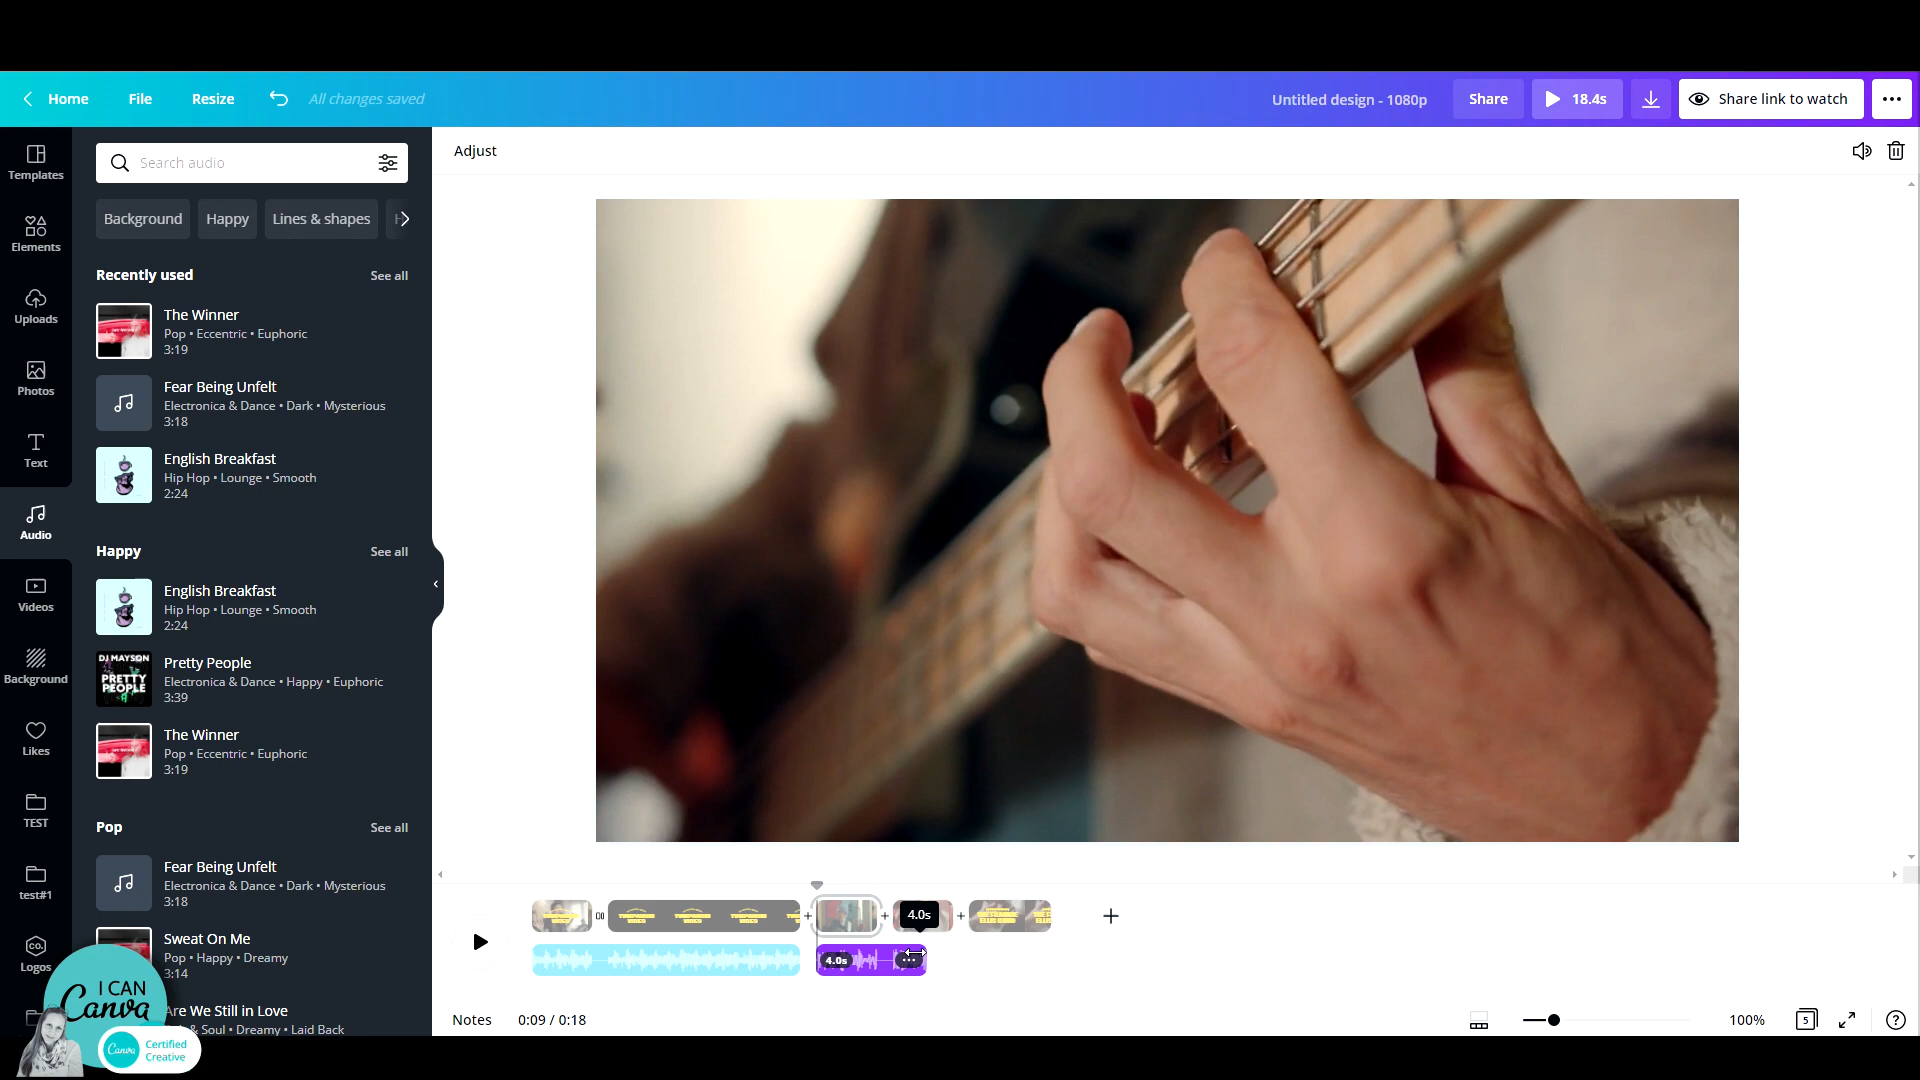 Home
File
Resize
All changes saved
Untitled design - 1080p
Share
18.4s
Share link to watch
Templates
Elements
Uploads
Photos
Text
Audio
Videos
Background
Likes
TEST
test#1
Logos
Search audio
Background
Happy
Lines & shapes
Recently used
See all
The Winner
Pop • Eccentric • Euphoric
3:19
Fear Being Unfelt
Electronica & Dance • Dark • Mysterious
3:18
English Breakfast
Hip Hop • Lounge • Smooth
2:24
Happy
See all
English Breakfast
Hip Hop • Lounge • Smooth
2:24
DJ MAYSON
PRETTY
PEOPLE
Pretty People
Electronica & Dance • Happy • Euphoric
3:39
The Winner
Pop • Eccentric • Euphoric
3:19
Pop
See all
Fear Being Unfelt
Electronica & Dance • Dark • Mysterious
3:18
Sweat On Me
Pop • Happy • Dreamy
3:14
Are We Still in Love
& Soul • Dreamy • Laid Back
I CAN
Canva
Canva
Certified
Creative
CO.
Adjust
4.0s
4.0s
Notes
0:09 / 0:18
100%
5